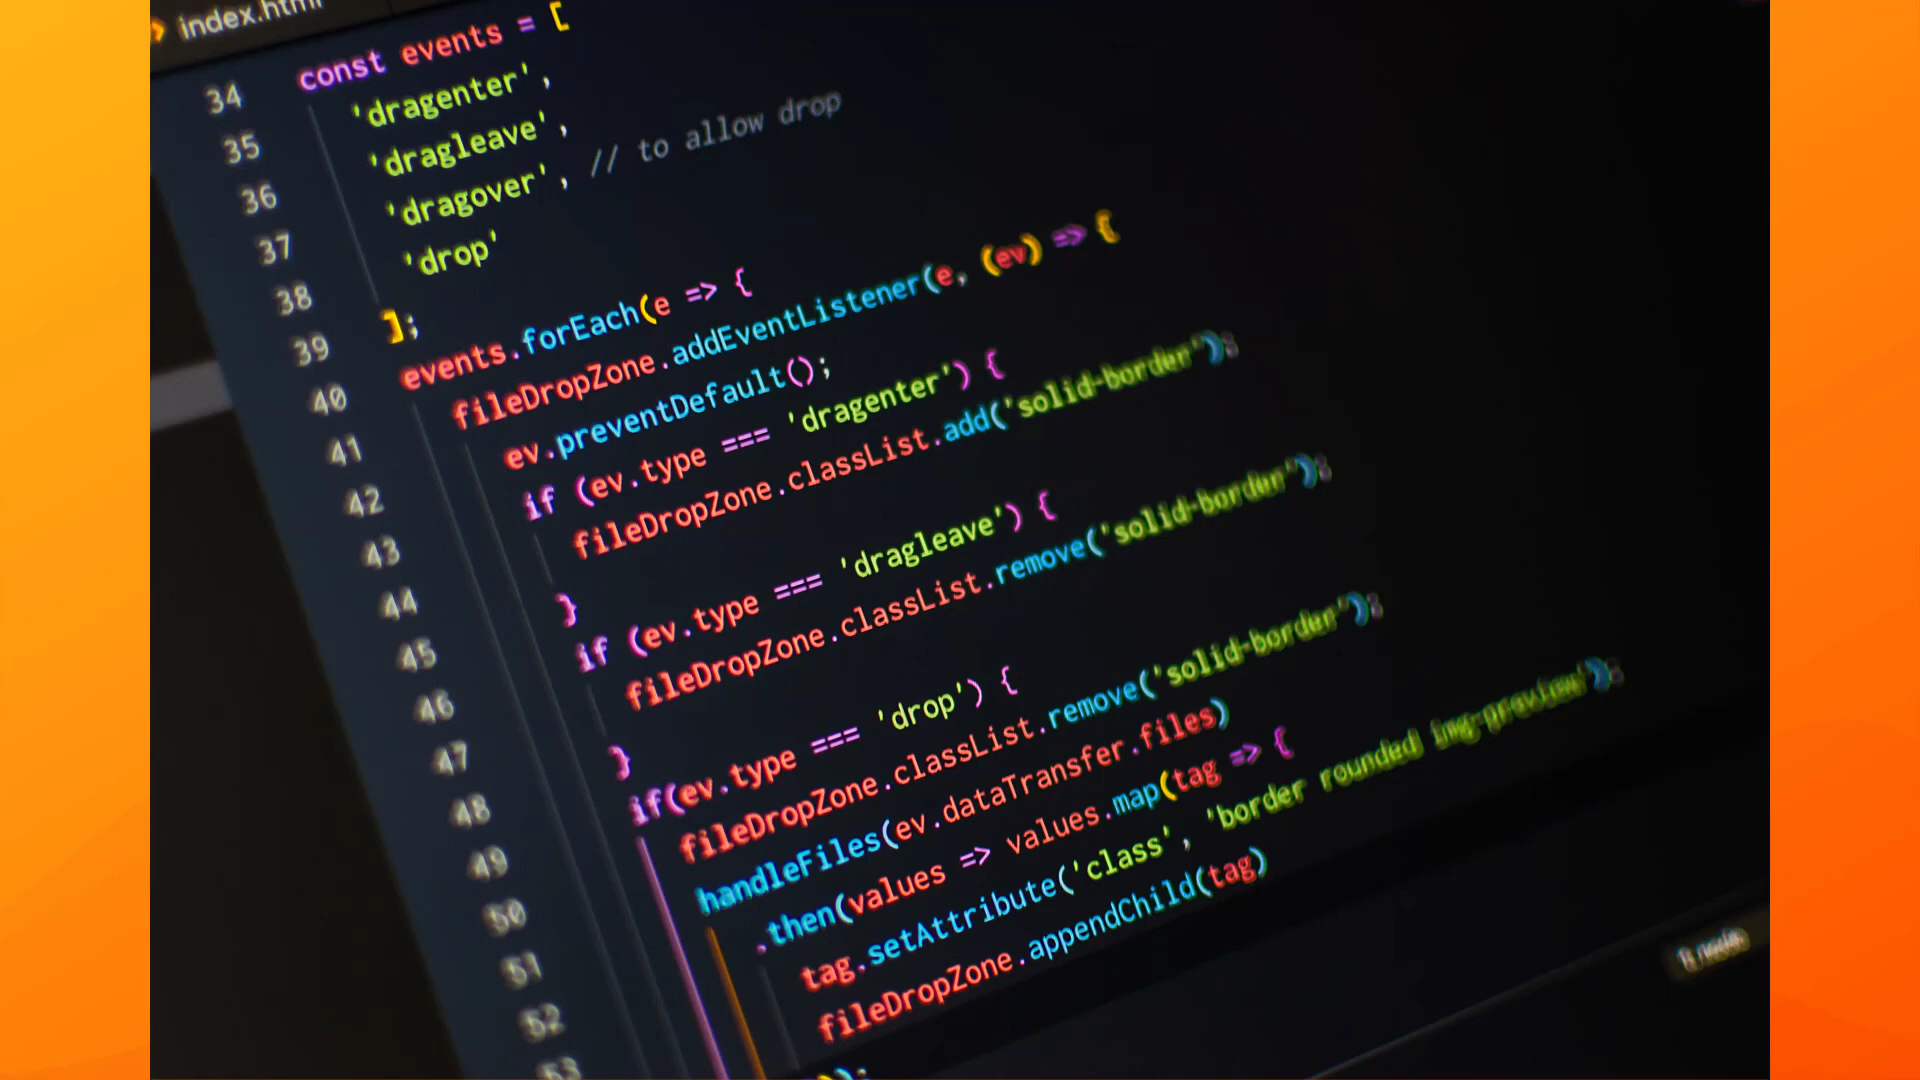 index.html
34 const events = [
35 'dragenter',
36 'dragleave',
37 'dragover', // to allow drop
38 'drop'
39 ];
40 events.forEach(e => {
41 fileDropZone.addEventListener(e, (ev) => {
42 ev.preventDefault();
43 if (ev.type === 'dragenter') {
44 fileDropZone.classList.add('solid-border');
45 }
46 if (ev.type === 'dragleave') {
47 fileDropZone.classList.remove('solid-border');
48 }
49 if(ev.type === 'drop') {
50 fileDropZone.classList.remove('solid-border');
51 handleFiles(ev.dataTransfer.files)
52 .then(values => values.map(tag => {
53 tag.setAttribute('class', 'border rounded img-preview');
fileDropZone.appendChild(tag)
}));
node